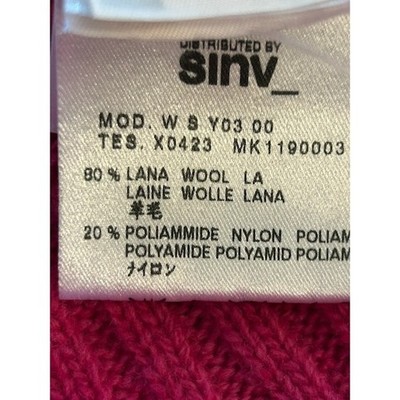 DISTRIBUTED BY
sinv_
MOD. W S Y03 00
TES. X0423 MK1190003
80 % LANA WOOL LA
LAINE WOLLE LANA
羊毛
20 % POLIAMMIDE NYLON POLIAM
POLYAMIDE POLYAMID POLIAM
ナイロン